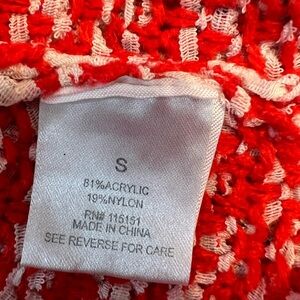 S
81%ACRYLIC
19%NYLON
RN# 115151
MADE IN CHINA
SEE REVERSE FOR CARE